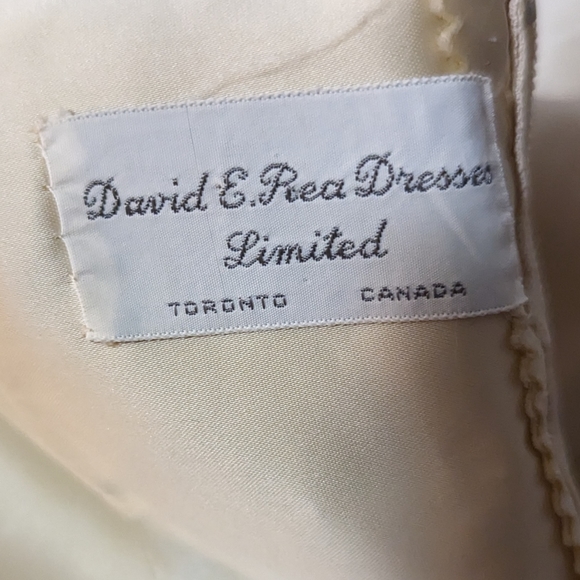 David E. Rea Dresses
Limited
TORONTO CANADA